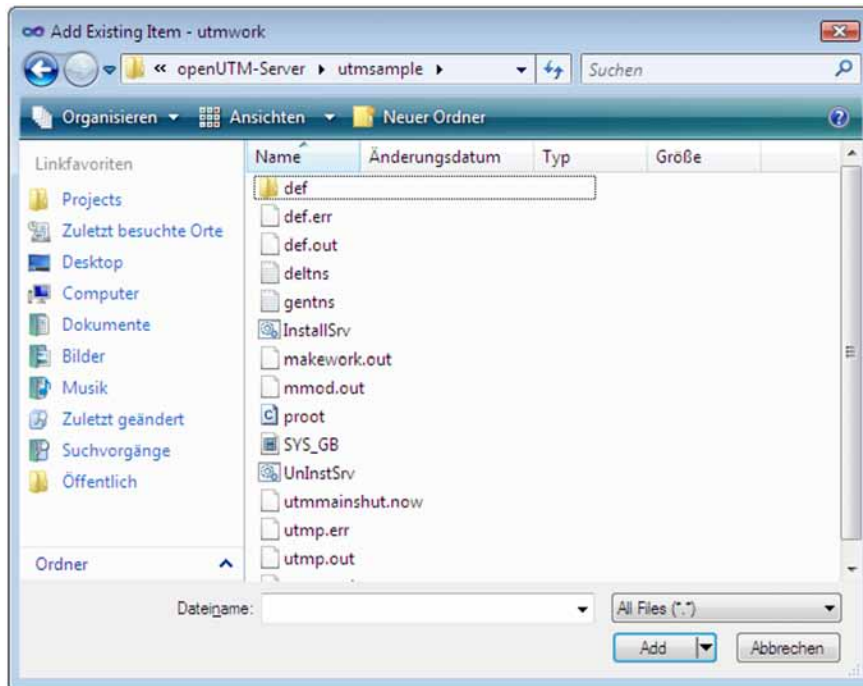 Add Existing Item - utmwork
« openUTM-Server utmsample
Suchen
Organisieren Ansichten Neuer Ordner
Linkfavoriten
Projects
Zuletzt besuchte Orte
Desktop
Computer
Dokumente
Bilder
Musik
Zuletzt geändert
Suchvorgänge
Öffentlich
Ordner
Name Änderungsdatum Typ Größe
def
def.err
def.out
deltns
gentns
InstallSrv
makework.out
mmod.out
proot
SYS_GB
UnInstSrv
utmmainshut.now
utmp.err
utmp.out
Dateiname:
All Files (*.*)
Add Abbrechen